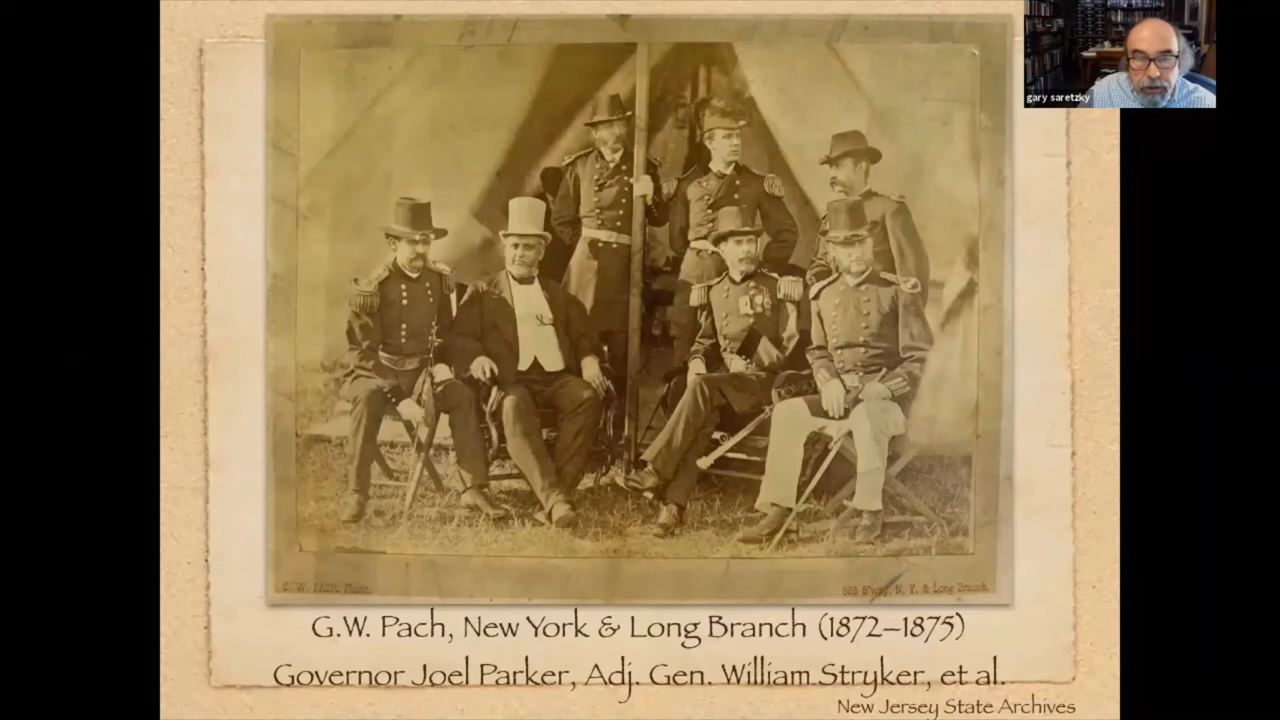 gary saretzky
G. W. PACH, Photo.
858 B'way, N. Y. & Long Branch.
G.W. Pach, New York & Long Branch (1872–1875)
Governor Joel Parker, Adj. Gen. William Stryker, et al.
New Jersey State Archives